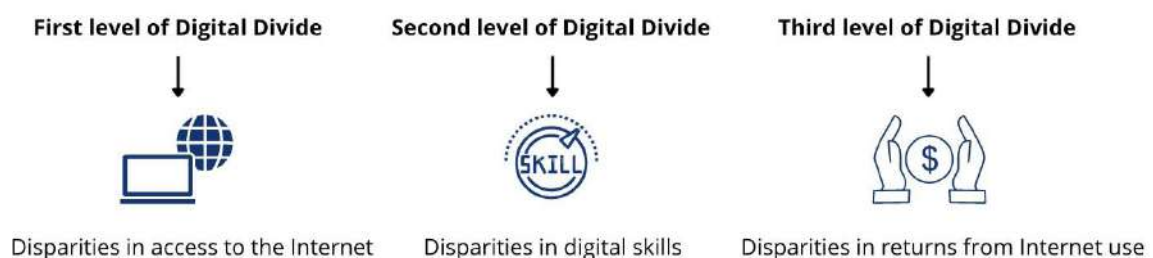 First level of Digital Divide
Second level of Digital Divide
Third level of Digital Divide
SKILL
$
Disparities in access to the Internet
Disparities in digital skills
Disparities in returns from Internet use